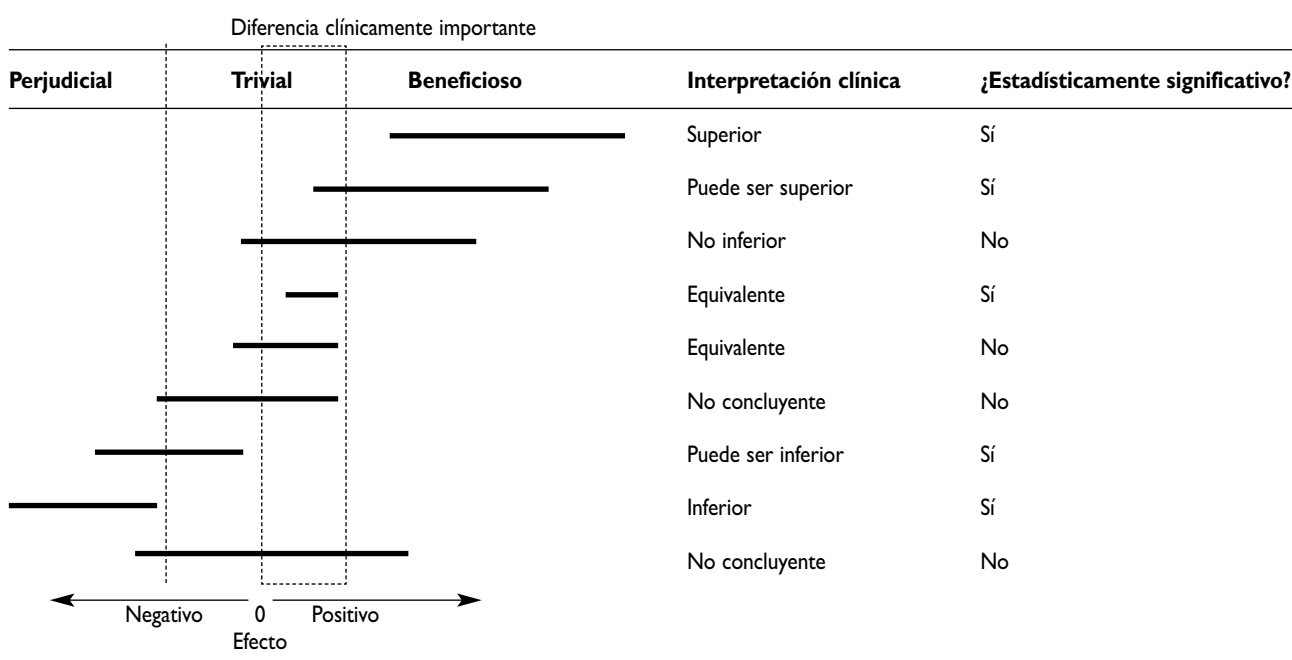 Diferencia clínicamente importante
Perjudicial Trivial Beneficioso Interpretación clínica ¿Estadísticamente significativo?
Superior Sí
Puede ser superior Sí
No inferior No
Equivalente Sí
Equivalente No
No concluyente No
Puede ser inferior Sí
Inferior Sí
No concluyente No
Negativo 0 Positivo
Efecto